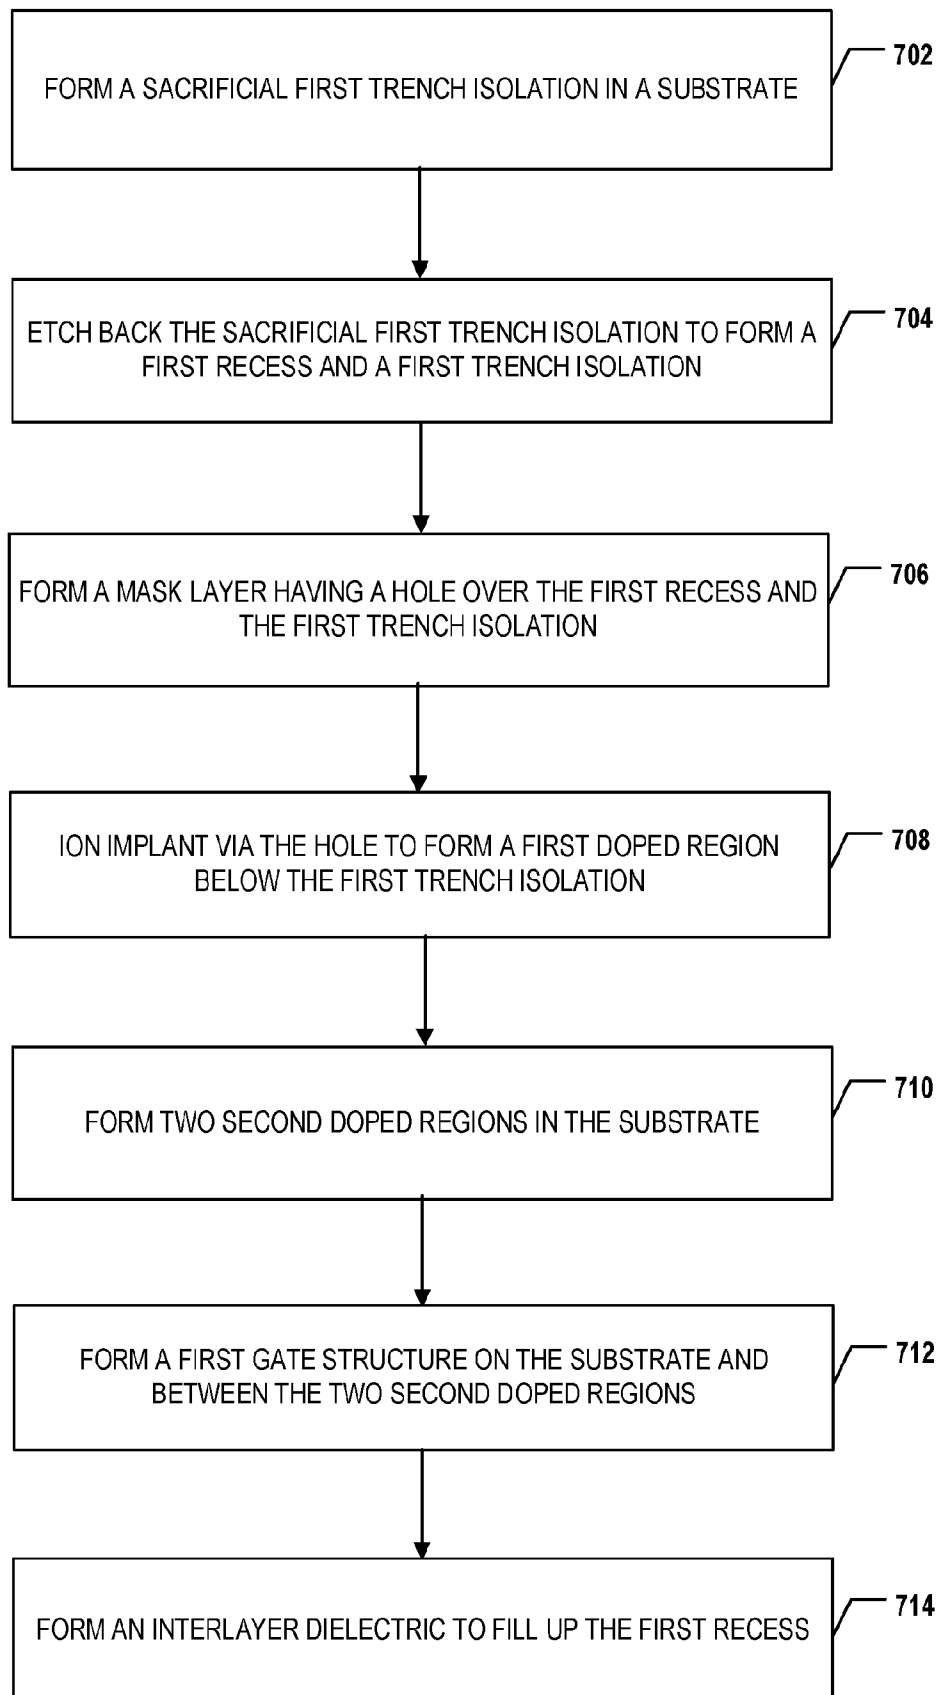 702
FORM A SACRIFICIAL FIRST TRENCH ISOLATION IN A SUBSTRATE
704
ETCH BACK THE SACRIFICIAL FIRST TRENCH ISOLATION TO FORM A
FIRST RECESS AND A FIRST TRENCH ISOLATION
706
FORM A MASK LAYER HAVING A HOLE OVER THE FIRST RECESS AND
THE FIRST TRENCH ISOLATION
708
ION IMPLANT VIA THE HOLE TO FORM A FIRST DOPED REGION
BELOW THE FIRST TRENCH ISOLATION
710
FORM TWO SECOND DOPED REGIONS IN THE SUBSTRATE
712
FORM A FIRST GATE STRUCTURE ON THE SUBSTRATE AND
BETWEEN THE TWO SECOND DOPED REGIONS
714
FORM AN INTERLAYER DIELECTRIC TO FILL UP THE FIRST RECESS